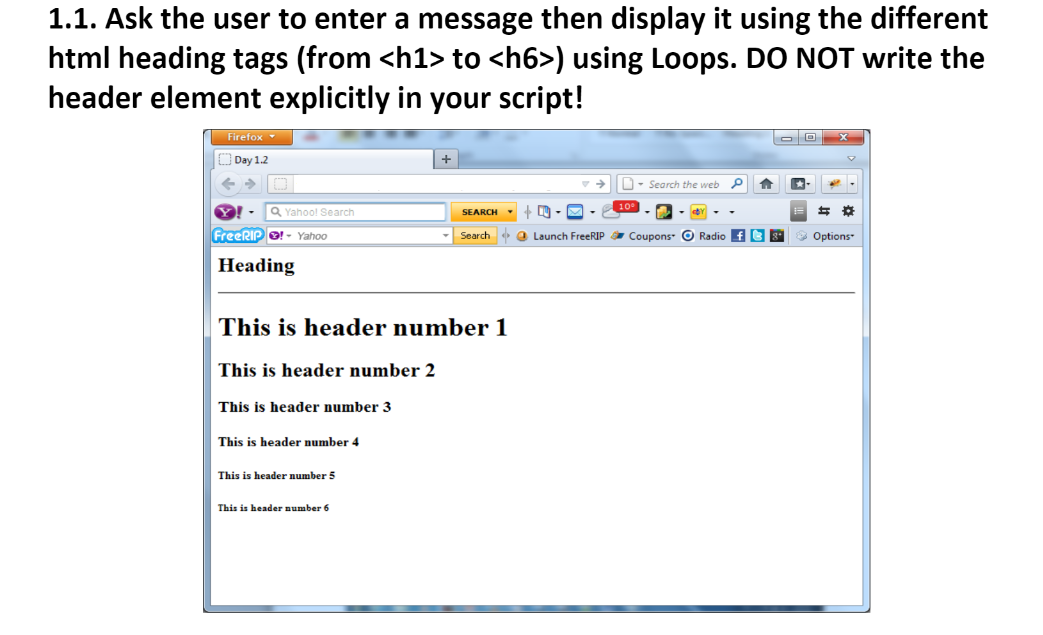 1.1. Ask the user to enter a message then display it using the different
html heading tags (from <h1> to <h6>) using Loops. DO NOT write the
header element explicitly in your script!
Firefox
Day 1.2
Search the web
Y! Yahoo! Search SEARCH 10° ebY
FreeRIP Y! Yahoo Search Launch FreeRIP Coupons Radio Options
Heading
This is header number 1
This is header number 2
This is header number 3
This is header number 4
This is header number 5
This is header number 6